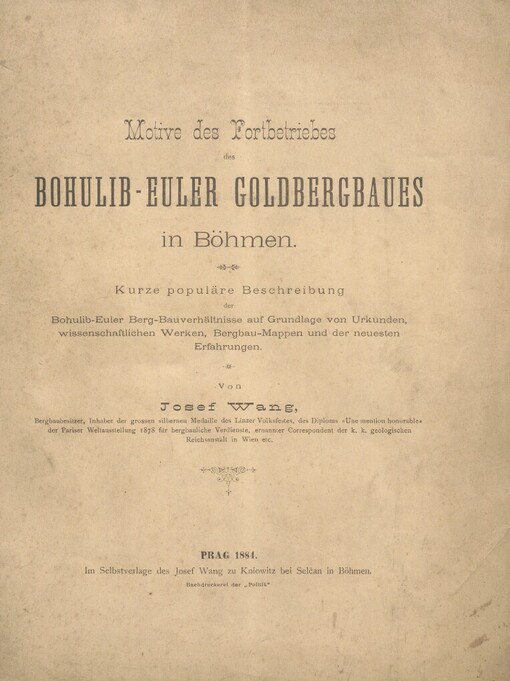 Motive des Fortbetriebes
des
BOHULIB-EULER GOLDBERGBAUES
in Böhmen.
Kurze populäre Beschreibung
der
Bohulib-Euler Berg-Bauverhältnisse auf Grundlage von Urkunden,
wissenschaftlichen Werken, Bergbau-Mappen und der neuesten
Erfahrungen.
Von
Josef Wang,
Bergbaubesitzer, Inhaber der grossen silbernen Medaille des Linzer Volksfestes, des Diploms «Une mention honorable»
der Pariser Weltausstellung 1878 für bergbauliche Verdienste, ernannter Correspondent der k. k. geologischen
Reichsanstalt in Wien etc.
PRAG 1884.
Im Selbstverlage des Josef Wang zu Kniowitz bei Selčan in Böhmen.
Buchdruckerei der „Politik“